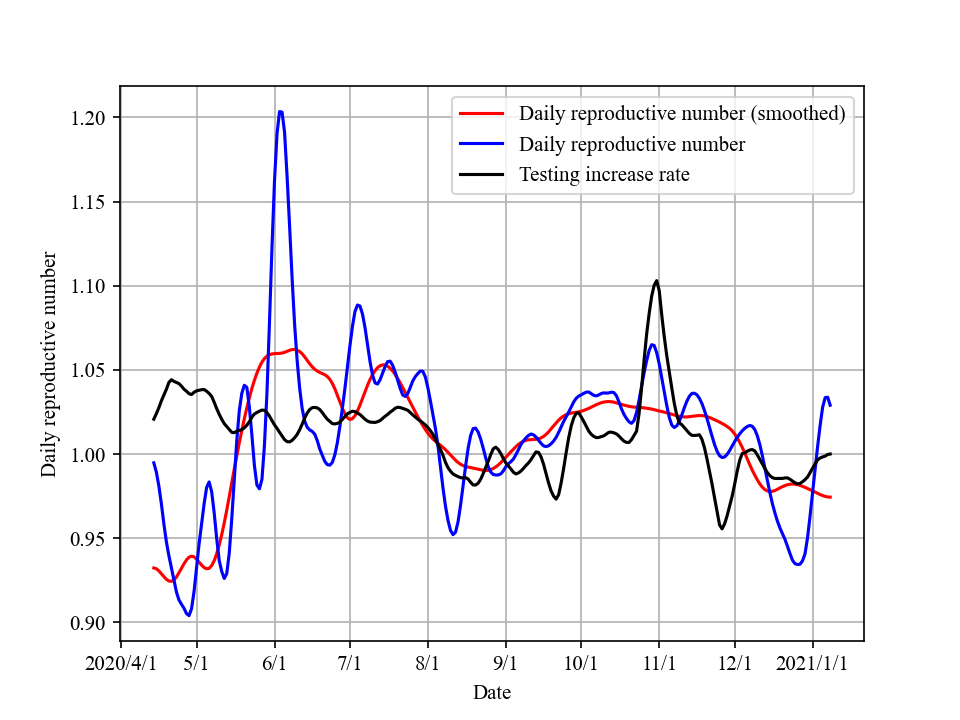 Daily reproductive number (smoothed)
Daily reproductive number
Testing increase rate
Daily reproductive number
1.20
1.15
1.10
1.05
1.00
0.95
0.90
2020/4/1 5/1 6/1 7/1 8/1 9/1 10/1 11/1 12/1 2021/1/1
Date